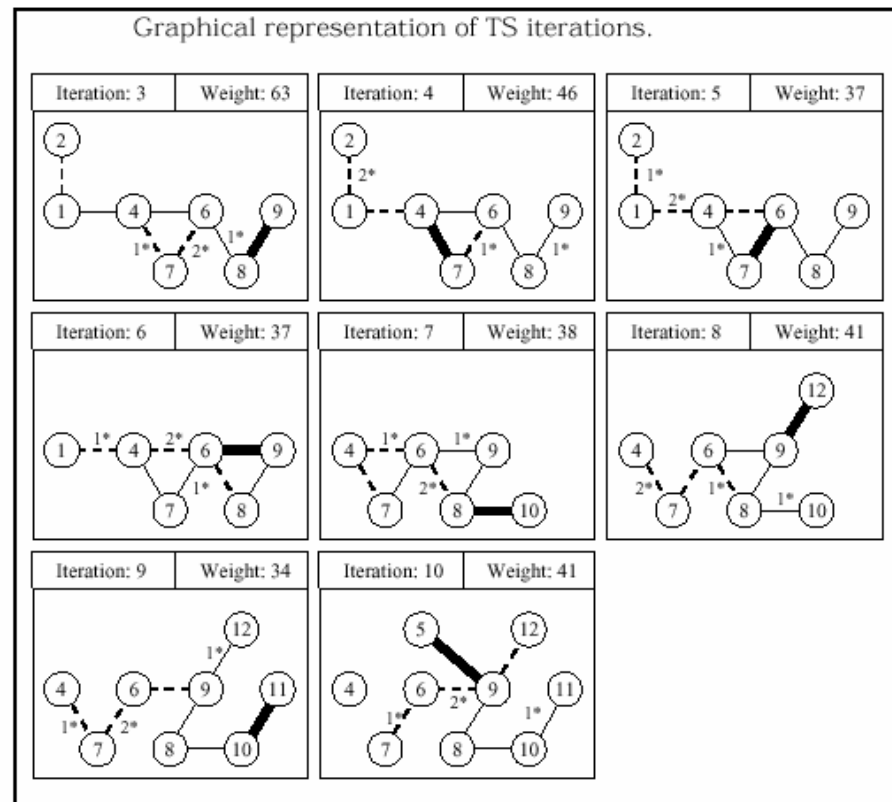 Graphical representation of TS iterations.
Iteration: 3 Weight: 63
2
1 4 6 9
1* 2* 1*
7 8
Iteration: 4 Weight: 46
2
2*
1 4 6 9
1* 1*
7 8
Iteration: 5 Weight: 37
2
1*
2*
1 4 6 9
1*
7 8
Iteration: 6 Weight: 37
1* 2*
1 4 6 9
1*
7 8
Iteration: 7 Weight: 38
1* 1*
4 6 9
2*
7 8 10
Iteration: 8 Weight: 41
12
4 6 9
2* 1* 1*
7 8 10
Iteration: 9 Weight: 34
12
1*
4 6 9 11
1* 2*
7 8 10
Iteration: 10 Weight: 41
5 12
4 6 9 11
2*
1* 1*
7 8 10